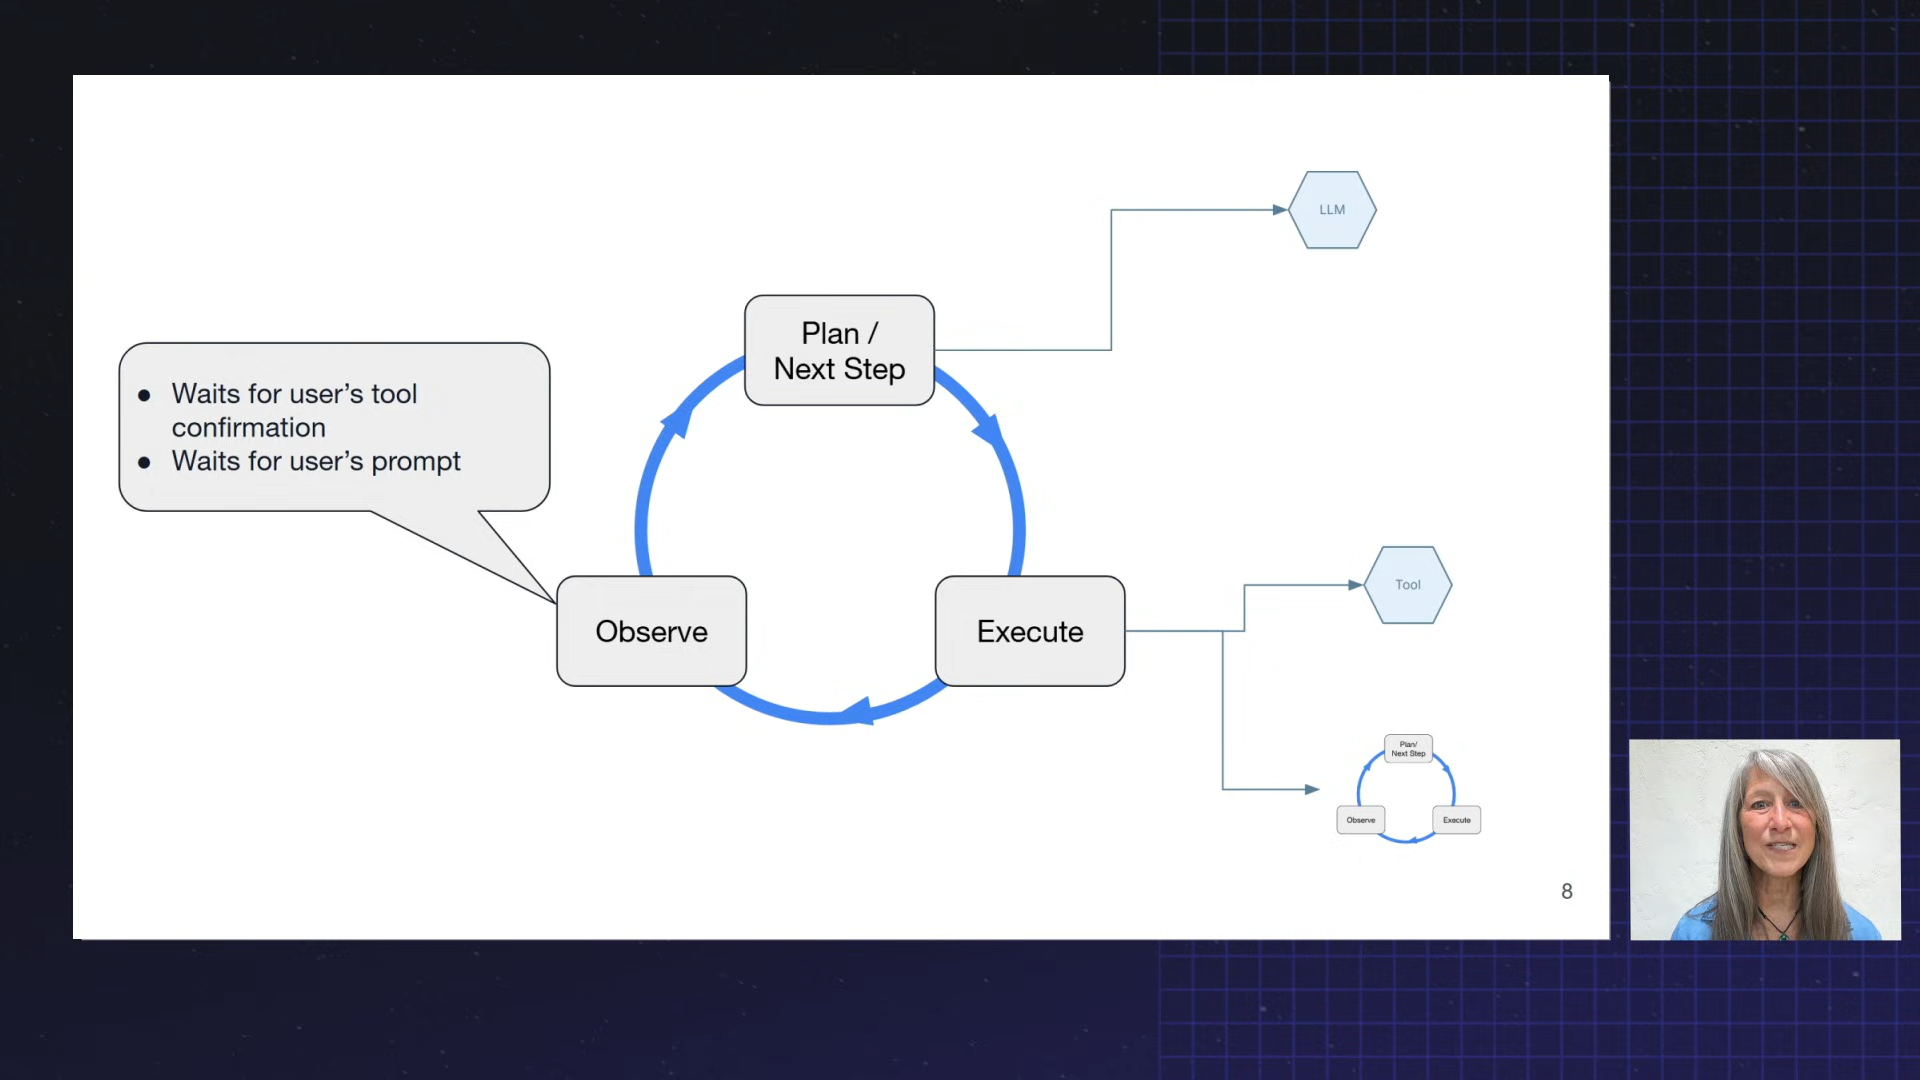 LLM
Plan /
Next Step
● Waits for user’s tool
confirmation
● Waits for user’s prompt
Tool
Observe
Execute
Plan/
Next Step
Observe
Execute
8